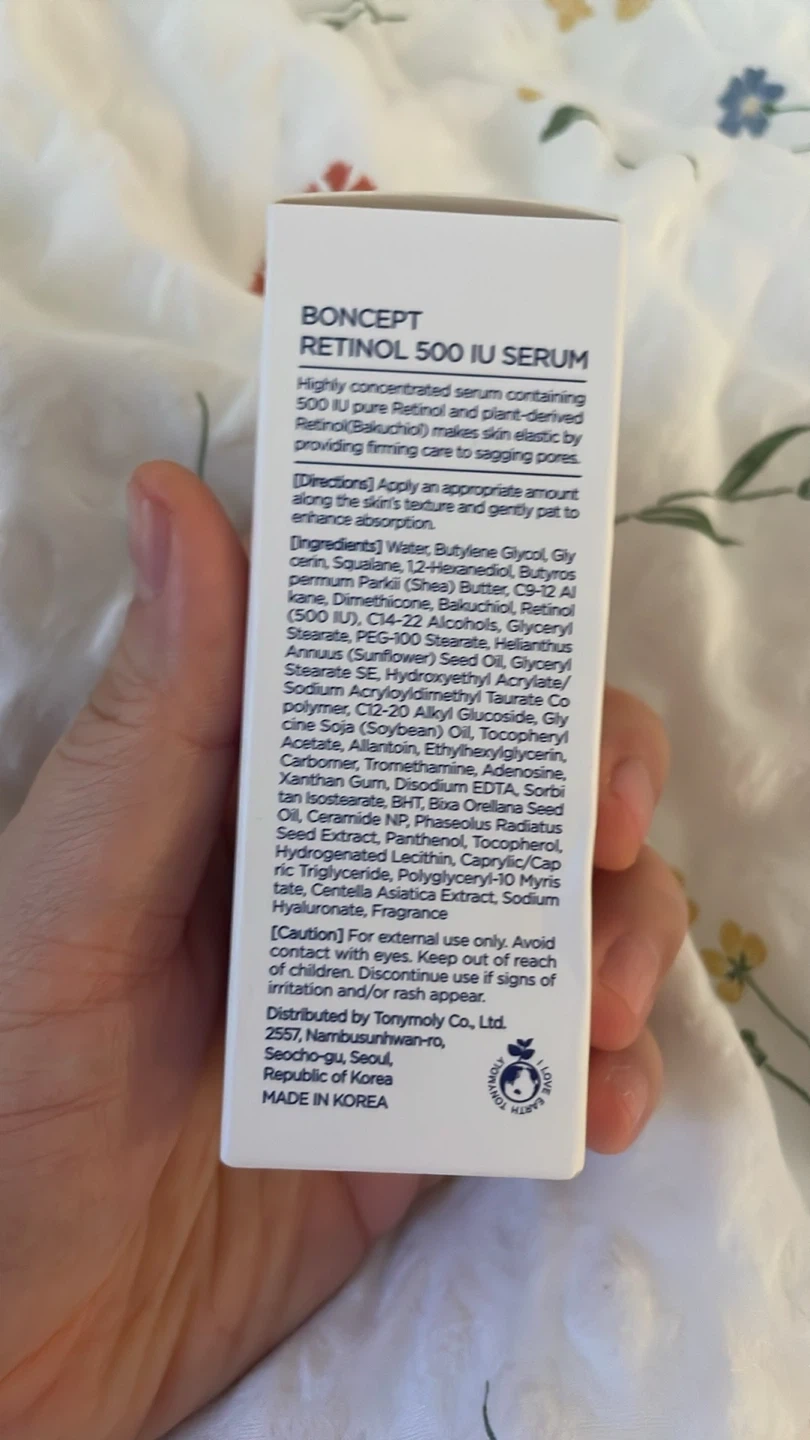 BONCEPT
RETINOL 500 IU SERUM
Highly concentrated serum containing
500 IU pure Retinol and plant-derived
Retinol(Bakuchiol) makes skin elastic by
providing firming care to sagging pores.
[Directions] Apply an appropriate amount
along the skin's texture and gently pat to
enhance absorption.
[Ingredients] Water, Butylene Glycol, Gly
cerin, Squalane, 1,2-Hexanediol, Butyros
permum Parkii (Shea) Butter, C9-12 Al
kane, Dimethicone, Bakuchiol, Retinol
(500 IU), C14-22 Alcohols, Glyceryl
Stearate, PEG-100 Stearate, Helianthus
Annuus (Sunflower) Seed Oil, Glyceryl
Stearate SE, Hydroxyethyl Acrylate/
Sodium Acryloyldimethyl Taurate Co
polymer, C12-20 Alkyl Glucoside, Gly
cine Soja (Soybean) Oil, Tocopheryl
Acetate, Allantoin, Ethylhexylglycerin,
Carbomer, Tromethamine, Adenosine,
Xanthan Gum, Disodium EDTA, Sorbi
tan Isostearate, BHT, Bixa Orellana Seed
Oil, Ceramide NP, Phaseolus Radiatus
Seed Extract, Panthenol, Tocopherol,
Hydrogenated Lecithin, Caprylic/Cap
ric Triglyceride, Polyglyceryl-10 Myris
tate, Centella Asiatica Extract, Sodium
Hyaluronate, Fragrance
[Caution] For external use only. Avoid
contact with eyes. Keep out of reach
of children. Discontinue use if signs of
irritation and/or rash appear.
Distributed by Tonymoly Co., Ltd.
2557, Nambusunhwan-ro,
Seocho-gu, Seoul,
Republic of Korea
MADE IN KOREA
I LOVE EARTH TONYMOLY